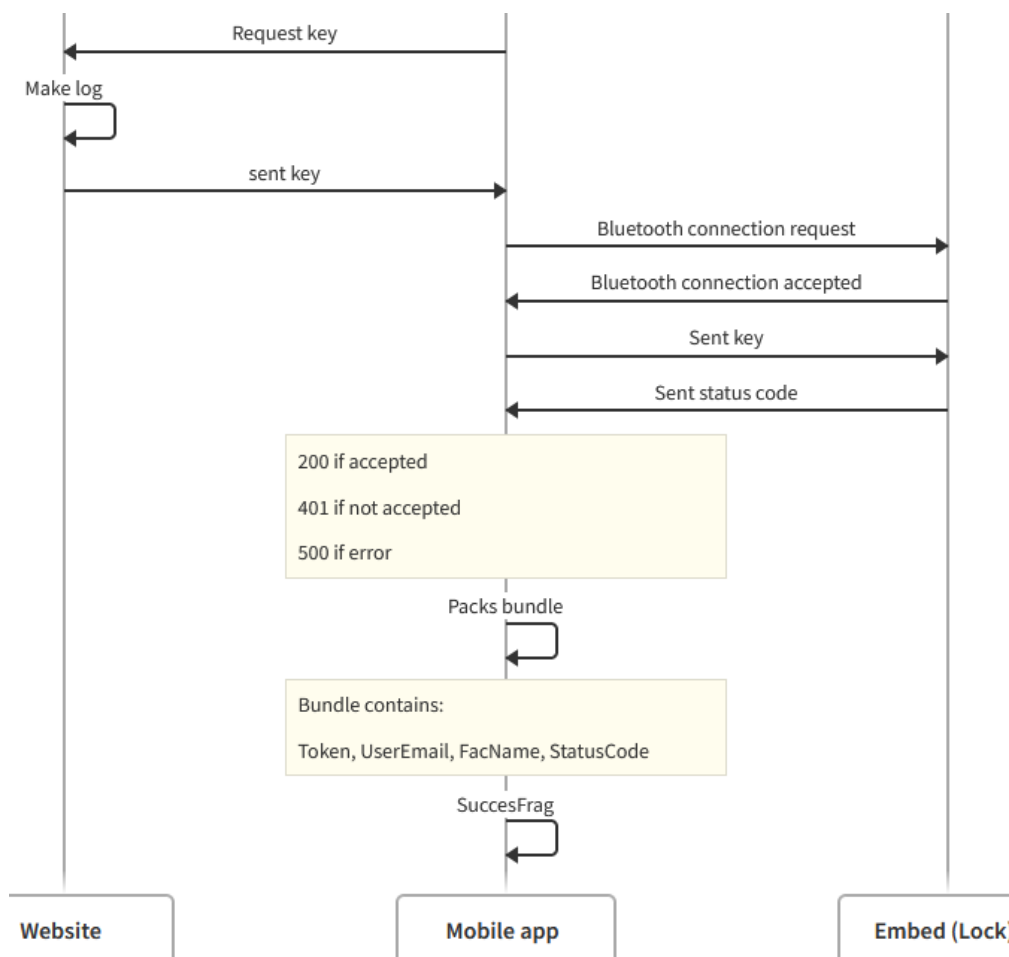 Request key
Make log
sent key
Bluetooth connection request
Bluetooth connection accepted
Sent key
Sent status code
200 if accepted
401 if not accepted
500 if error
Packs bundle
Bundle contains:
Token, UserEmail, FacName, StatusCode
SuccesFrag
Website
Mobile app
Embed (Lock)